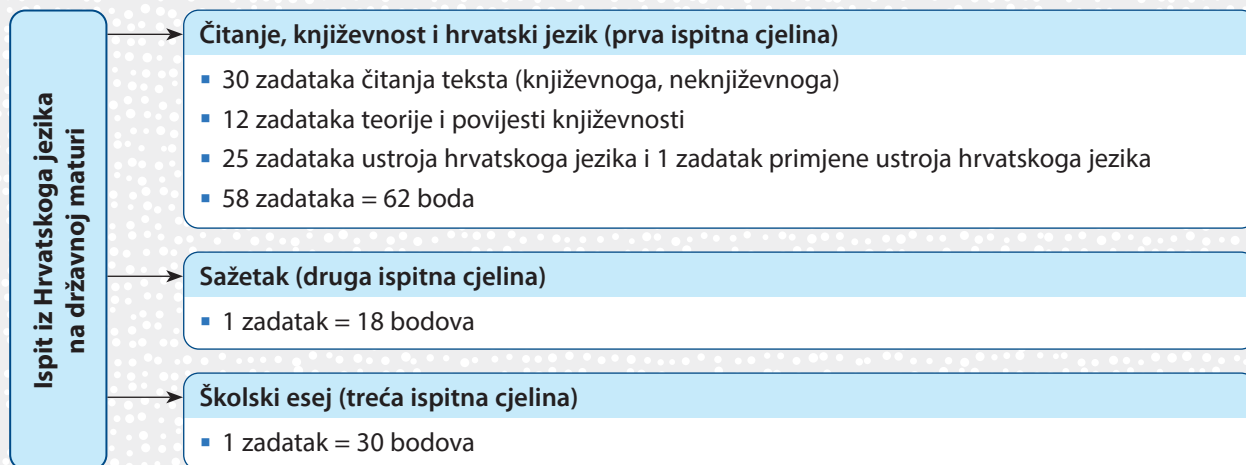 Ispit iz Hrvatskoga jezika
na državnoj maturi
Čitanje, književnost i hrvatski jezik (prva ispitna cjelina)
▪ 30 zadataka čitanja teksta (književnoga, neknjiževnoga)
▪ 12 zadataka teorije i povijesti književnosti
▪ 25 zadataka ustroja hrvatskoga jezika i 1 zadatak primjene ustroja hrvatskoga jezika
▪ 58 zadataka = 62 boda
Sažetak (druga ispitna cjelina)
▪ 1 zadatak = 18 bodova
Školski esej (treća ispitna cjelina)
▪ 1 zadatak = 30 bodova